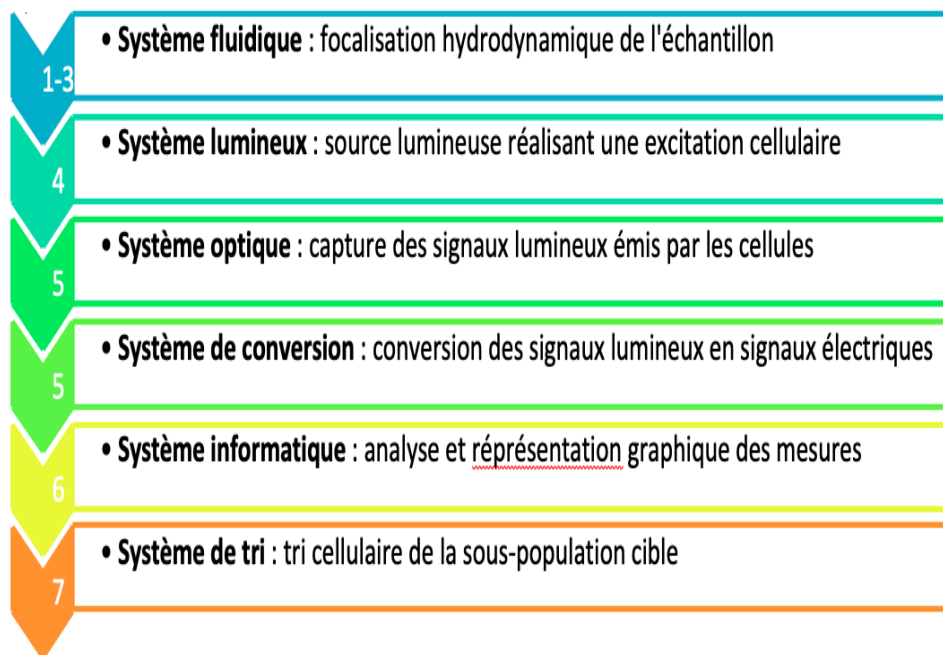 • Système fluidique : focalisation hydrodynamique de l'échantillon
1-3
• Système lumineux : source lumineuse réalisant une excitation cellulaire
4
• Système optique : capture des signaux lumineux émis par les cellules
5
• Système de conversion : conversion des signaux lumineux en signaux électriques
5
• Système informatique : analyse et réprésentation graphique des mesures
6
• Système de tri : tri cellulaire de la sous-population cible
7